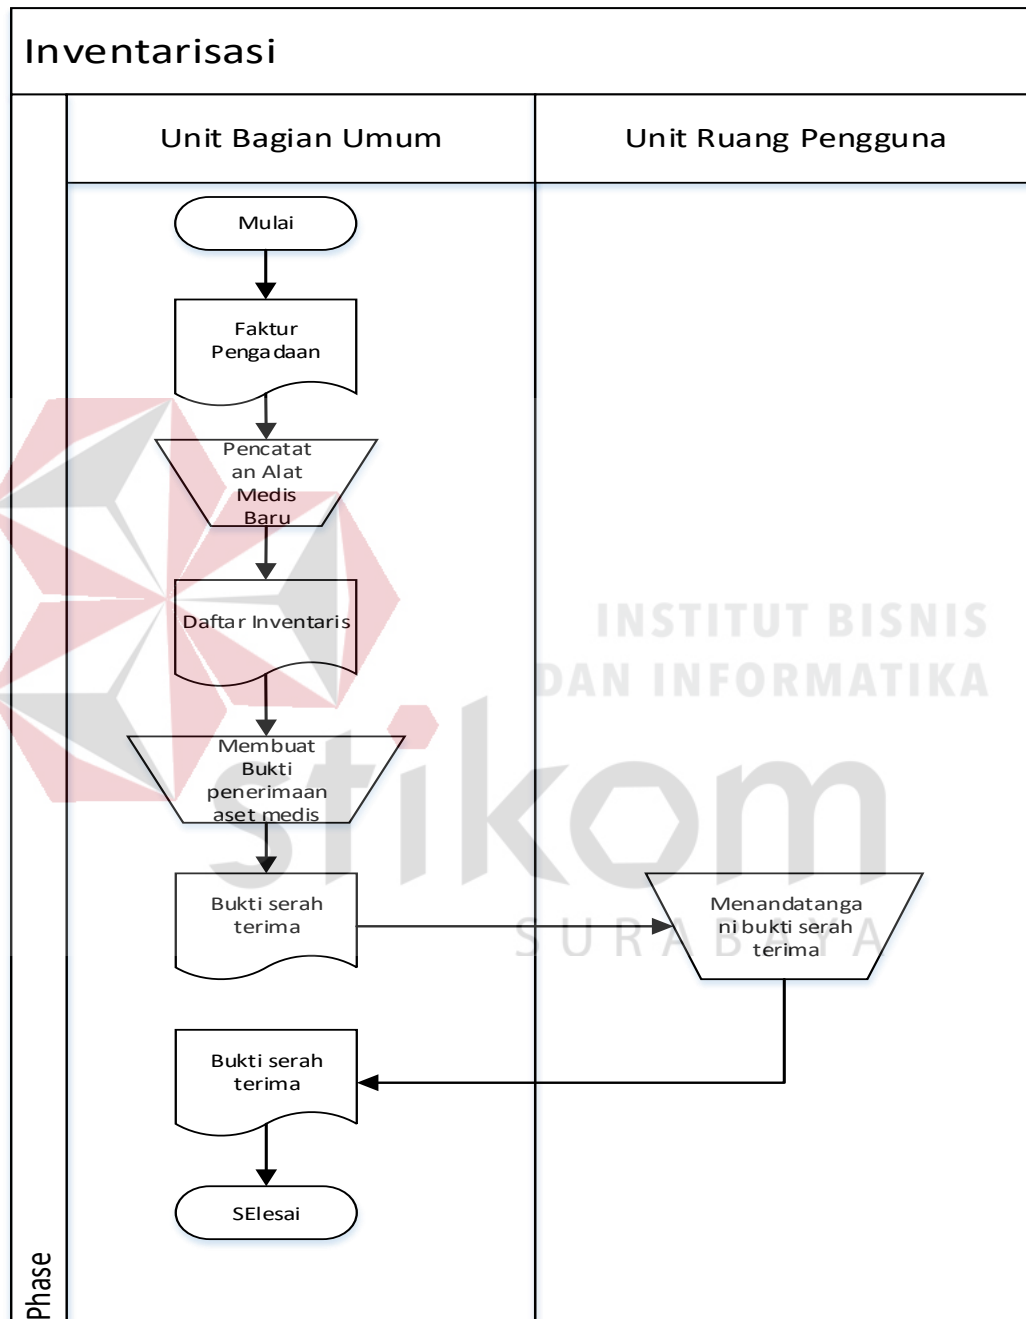 Inventarisasi
Unit Bagian Umum
Unit Ruang Pengguna
Mulai
Faktur
Pengadaan
Pencatat
an Alat
Medis
Baru
Daftar Inventaris
INSTITUT BISNIS
DAN INFORMATIKA
stikom
SURABAYA
Membuat
Bukti
penerimaan
aset medis
Bukti serah
terima
Menandatanga
ni bukti serah
terima
Bukti serah
terima
SElesai
Phase